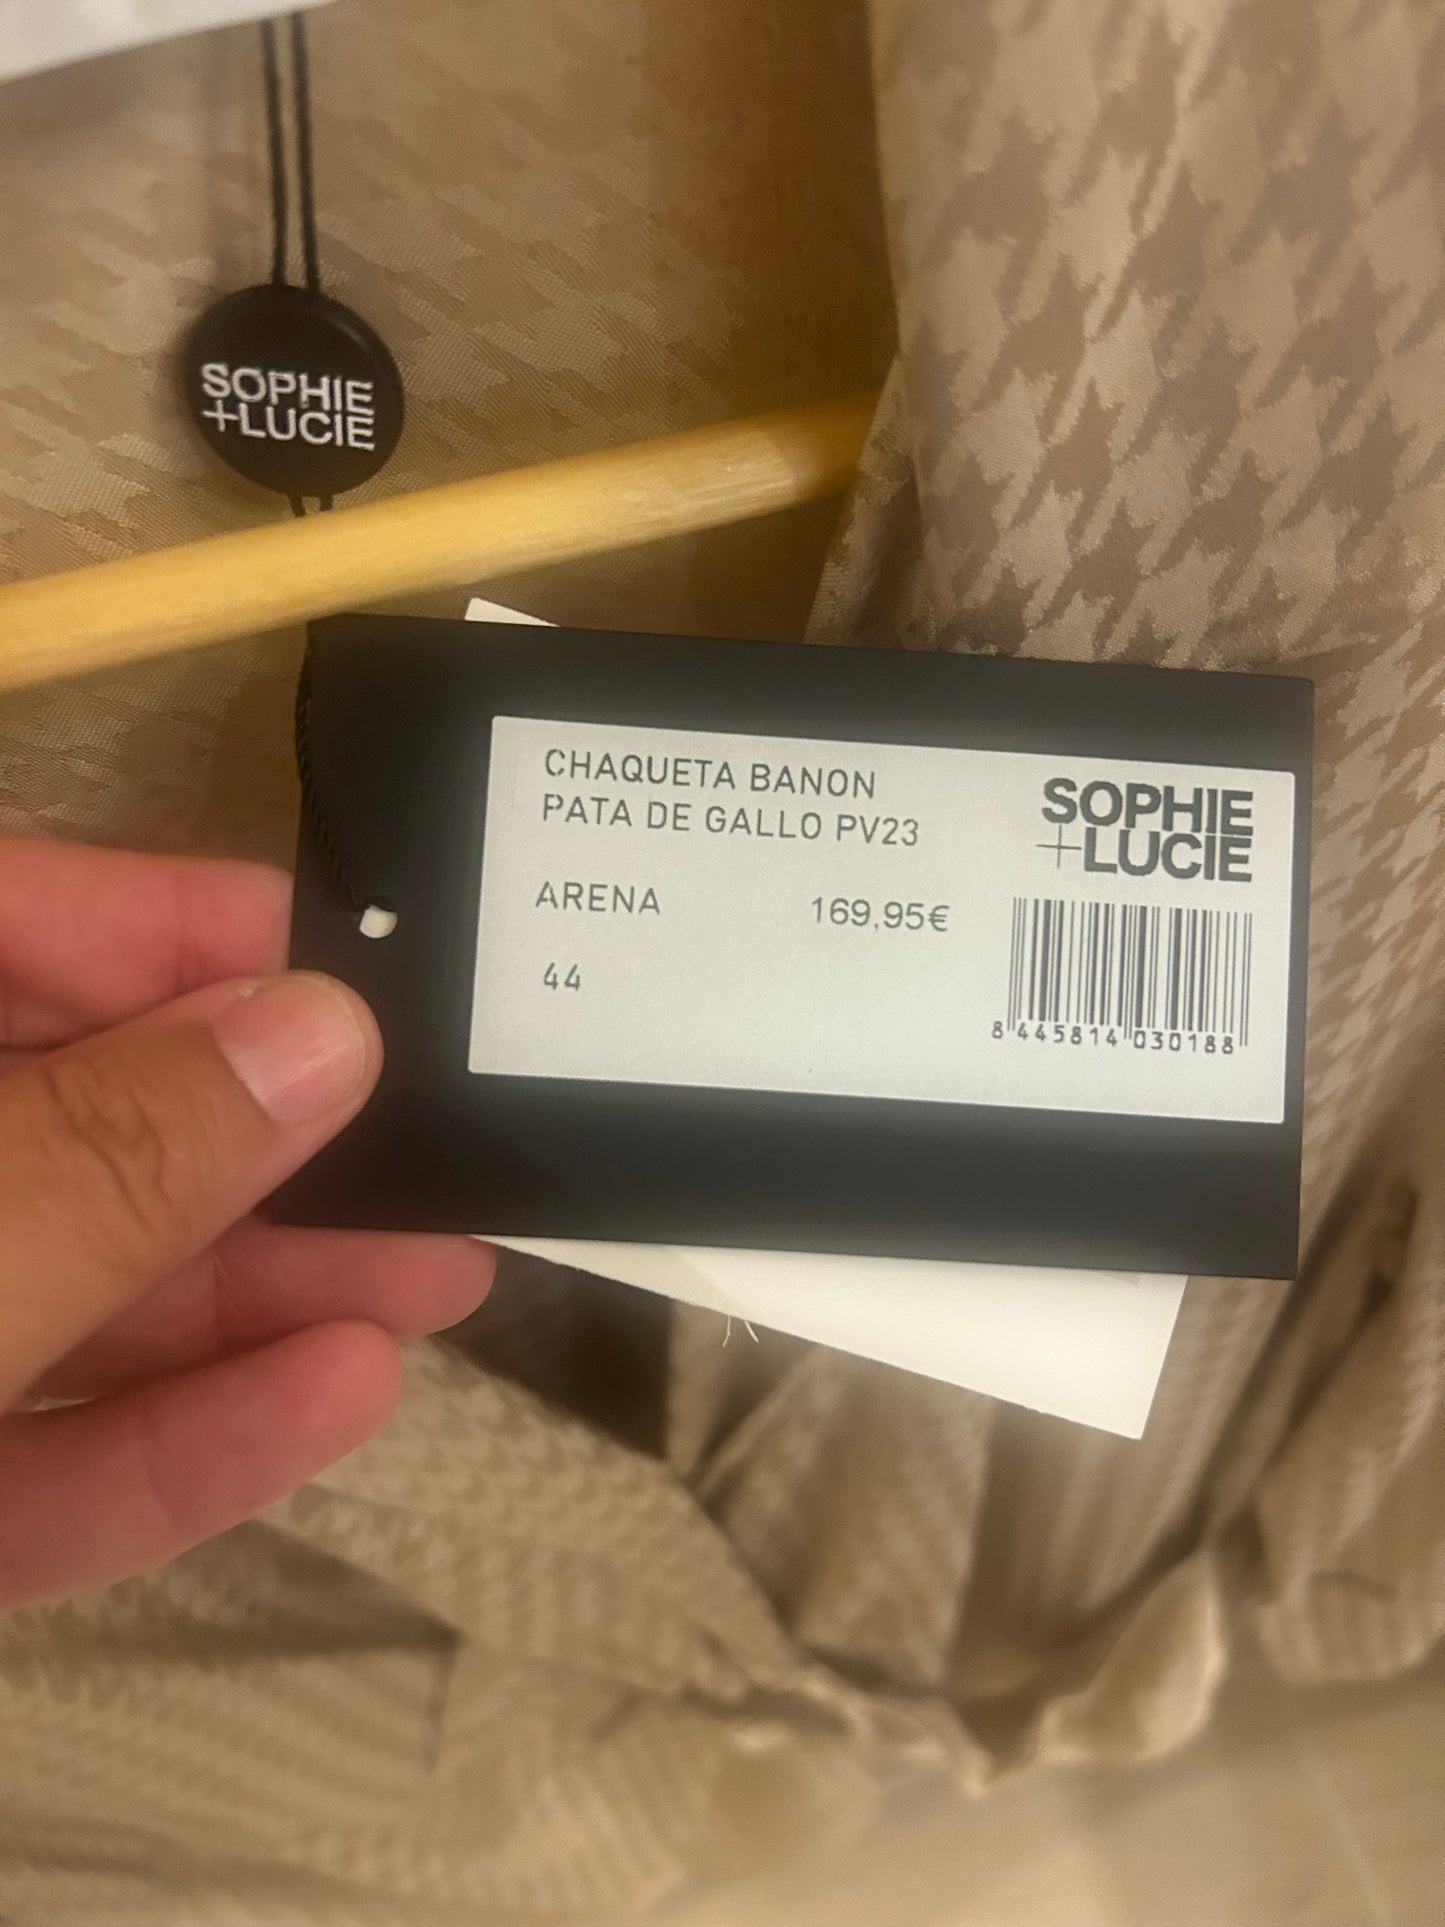 SOPHIE
+LUCIE
CHAQUETA BANON
PATA DE GALLO PV23
ARENA
169,95€
44
SOPHIE
+LUCIE
8 445814 030188